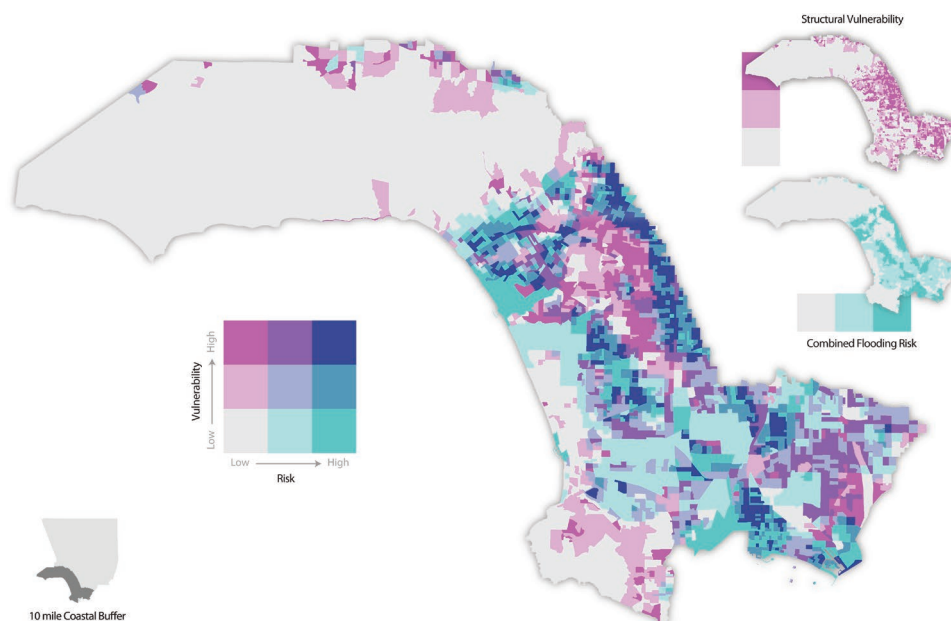 Structural Vulnerability
Combined Flooding Risk
High
Vulnerability
Low
Low
High
Risk
10 mile Coastal Buffer